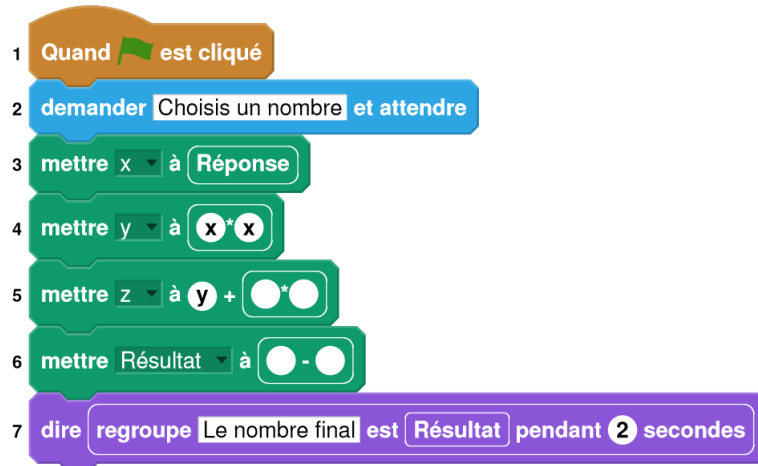 1 Quand est cliqué
2 demander Choisis un nombre et attendre
3 mettre x à Réponse
4 mettre y à x * x
5 mettre z à y + *
6 mettre Résultat à -
7 dire regroupe Le nombre final est Résultat pendant 2 secondes